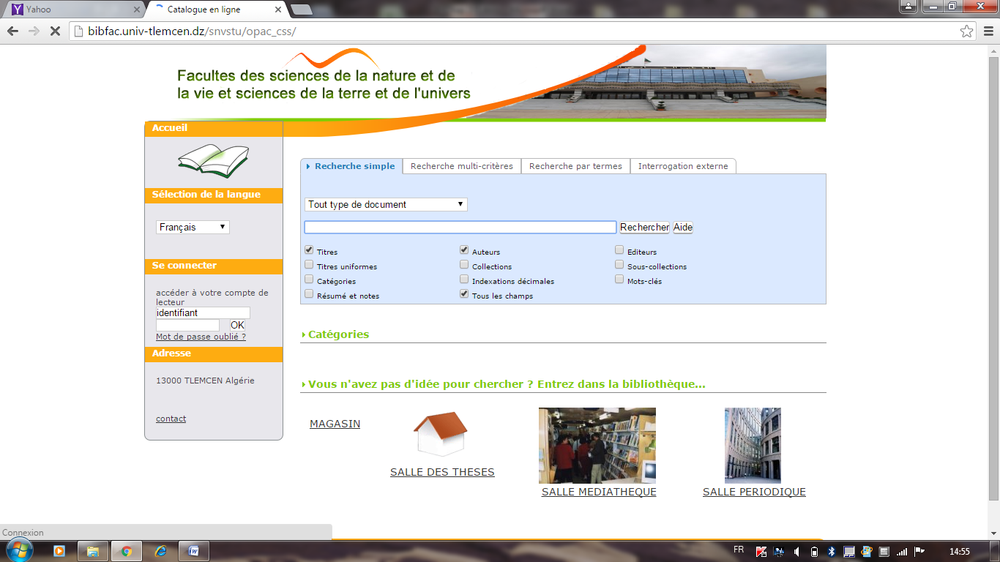 Yahoo
Catalogue en ligne
bibfac.univ-tlemcen.dz/snvstu/opac_css/
Facultes des sciences de la nature et de
la vie et sciences de la terre et de l'univers
Accueil
Sélection de la langue
Français
Se connecter
accéder à votre compte de
lecteur
identifiant
OK
Mot de passe oublié ?
Adresse
13000 TLEMCEN Algérie
contact
Recherche simple
Recherche multi-critères
Recherche par termes
Interrogation externe
Tout type de document
Rechercher Aide
Titres Auteurs Editeurs
Titres uniformes Collections Sous-collections
Catégories Indexations décimales Mots-clés
Résumé et notes Tous les champs
Catégories
Vous n'avez pas d'idée pour chercher ? Entrez dans la bibliothèque...
MAGASIN
SALLE DES THESES
SALLE MEDIATHEQUE
SALLE PERIODIQUE
Connexion
FR
14:55